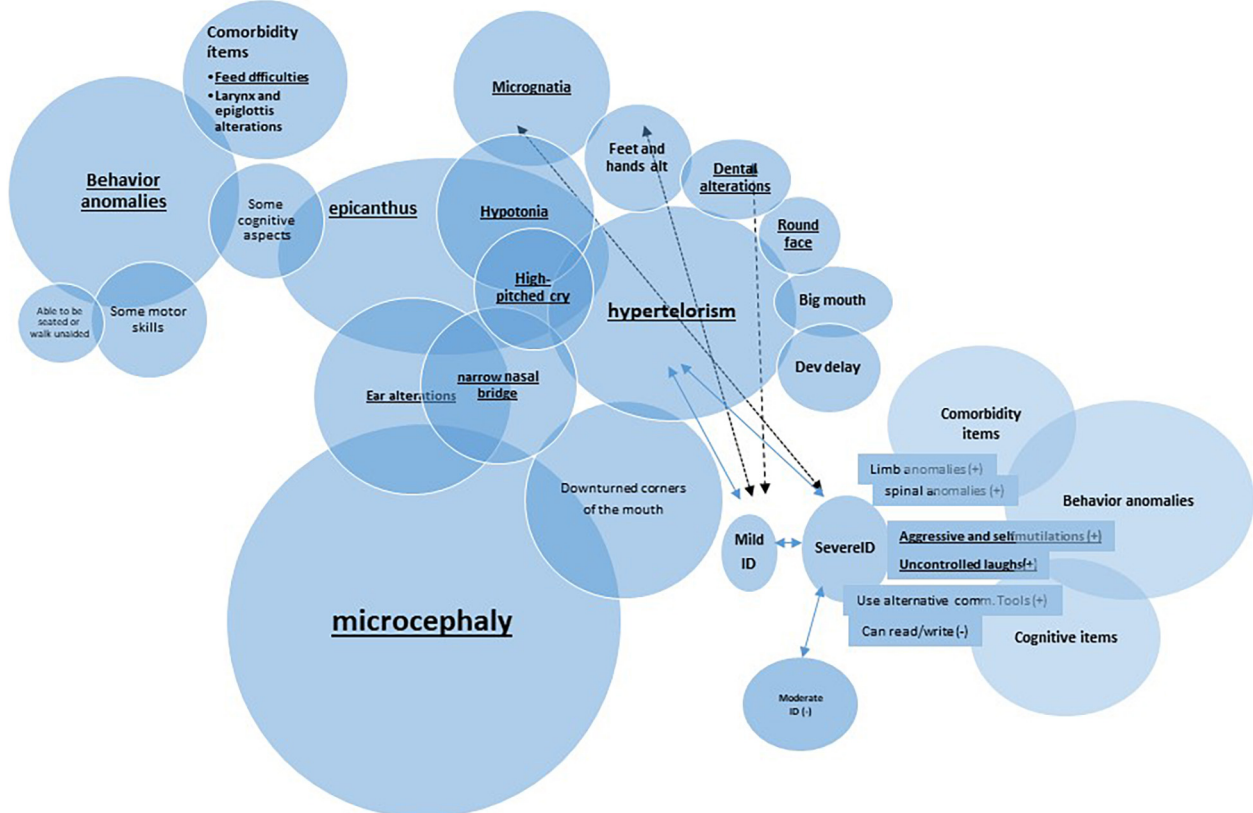 Comorbidity
ítems
•Feed dfficulties
•Larynx and
epiglottis
alterations
Micrognatia
Behavior
anomalies
Some
cognitive
aspects
epicanthus
Hypotonia
Feet and
hands alt
Dental
alterations
Round
face
High-
pitched cry
hypertelorism
Big mouth
Able to be
seated or
walk unaided
Some motor
skills
Dev delay
Ear alterations
narrow nasal
bridge
Downturned corners
of the mouth
microcephaly
Comorbidity
items
Limb anomalies (+)
spinal anomalies (+)
Behavior anomalies
Mild
ID
SevereID
Aggressive and self mutilations (+)
Uncontrolled laughs(+)
Use alternative comm. Tools (+)
Can read/write (-)
Cognitive items
Moderate
ID (-)